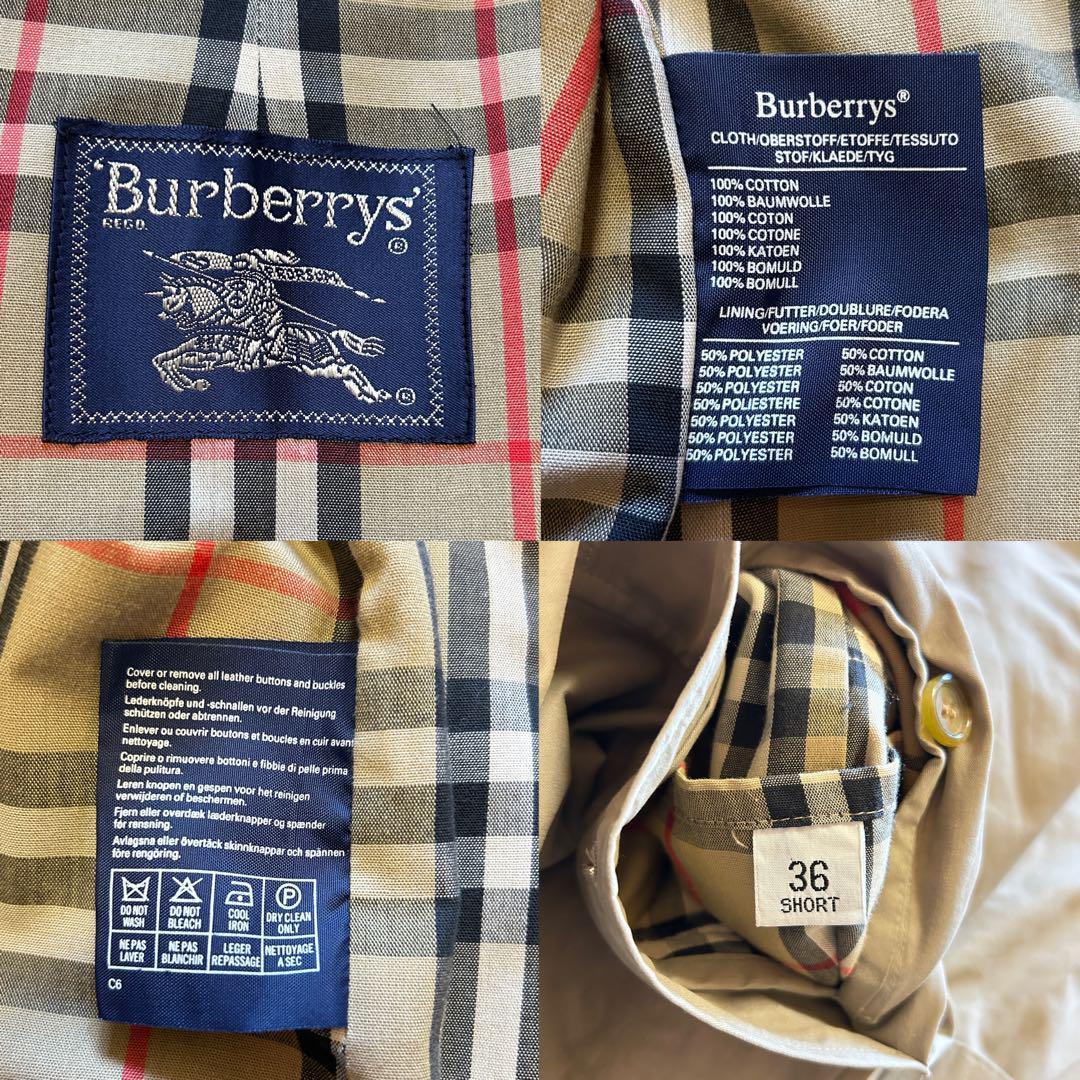 'Burberrys'
REGD.
®
®
Burberrys®
CLOTH/OBERSTOFF/ETOFFE/TESSUTO
STOF/KLAEDE/TYG
100% COTTON
100% BAUMWOLLE
100% COTON
100% COTONE
100% KATOEN
100% BOMULD
100% BOMULL
LINING/FUTTER/DOUBLURE/FODERA
VOERING/FOER/FODER
50% POLYESTER 50% COTTON
50% POLYESTER 50% BAUMWOLLE
50% POLYESTER 50% COTON
50% POLIESTERE 50% COTONE
50% POLYESTER 50% KATOEN
50% POLYESTER 50% BOMULD
50% POLYESTER 50% BOMULL
Cover or remove all leather buttons and buckles
before cleaning.
Lederknöpfe und -schnallen vor der Reinigung
schützen oder abtrennen.
Enlever ou couvrir boutons et boucles en cuir avant
nettoyage.
Coprire o rimuovere bottoni e fibbie di pelle prima
della pulitura.
Leren knopen en gespen voor het reinigen
verwijderen of beschermen.
Fjern eller overdæk læderknapper og spænder
før rensning.
Avlagsna eller övertäck skinnknappar och spännen
före rengöring.
P
DO NOT WASH DO NOT BLEACH COOL IRON DRY CLEAN ONLY
NE PAS LAVER NE PAS BLANCHIR LEGER REPASSAGE NETTOYAGE A SEC
C6
36
SHORT